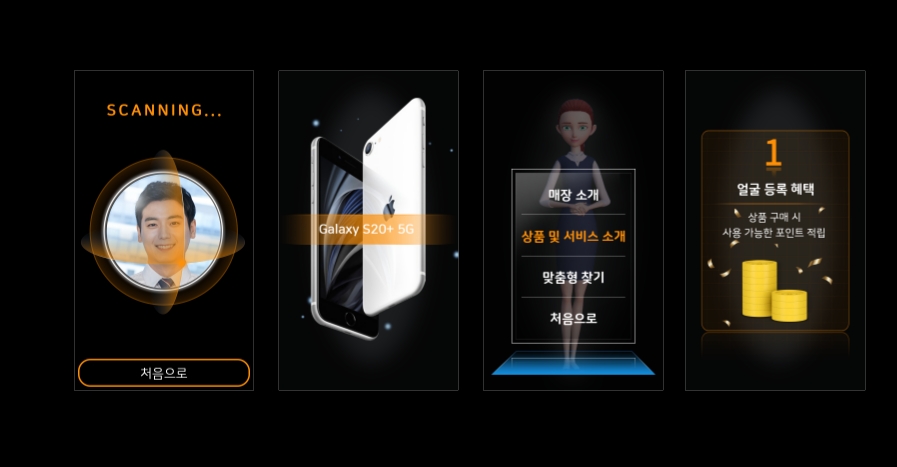 SCANNING...
처음으로
Galaxy S20+ 5G
매장 소개
상품 및 서비스 소개
맞춤형 찾기
처음으로
1
얼굴 등록 혜택
상품 구매 시
사용 가능한 포인트 적립